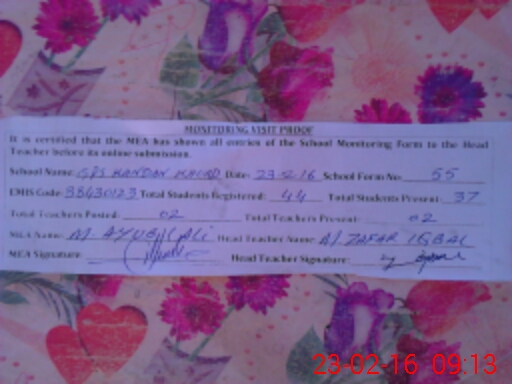 MONITORING VISIT PROOF
It is certified that the MEA has shown all entries of the School Monitoring Form to the Head
Teacher before its online submission.
School Name: GPS KANDAN KHURD Date: 23-2-16 School Form No: 55
EMIS Code: 38430123 Total Students Registered: 44 Total Students Present: 37
Total Teachers Posted: 02 Total Teachers Present: 02
MEA Name: M. AYUB ALI Head Teacher Name: M ZAFAR IQBAL
MEA Signature: Head Teacher Signature:
23-02-16 09:13